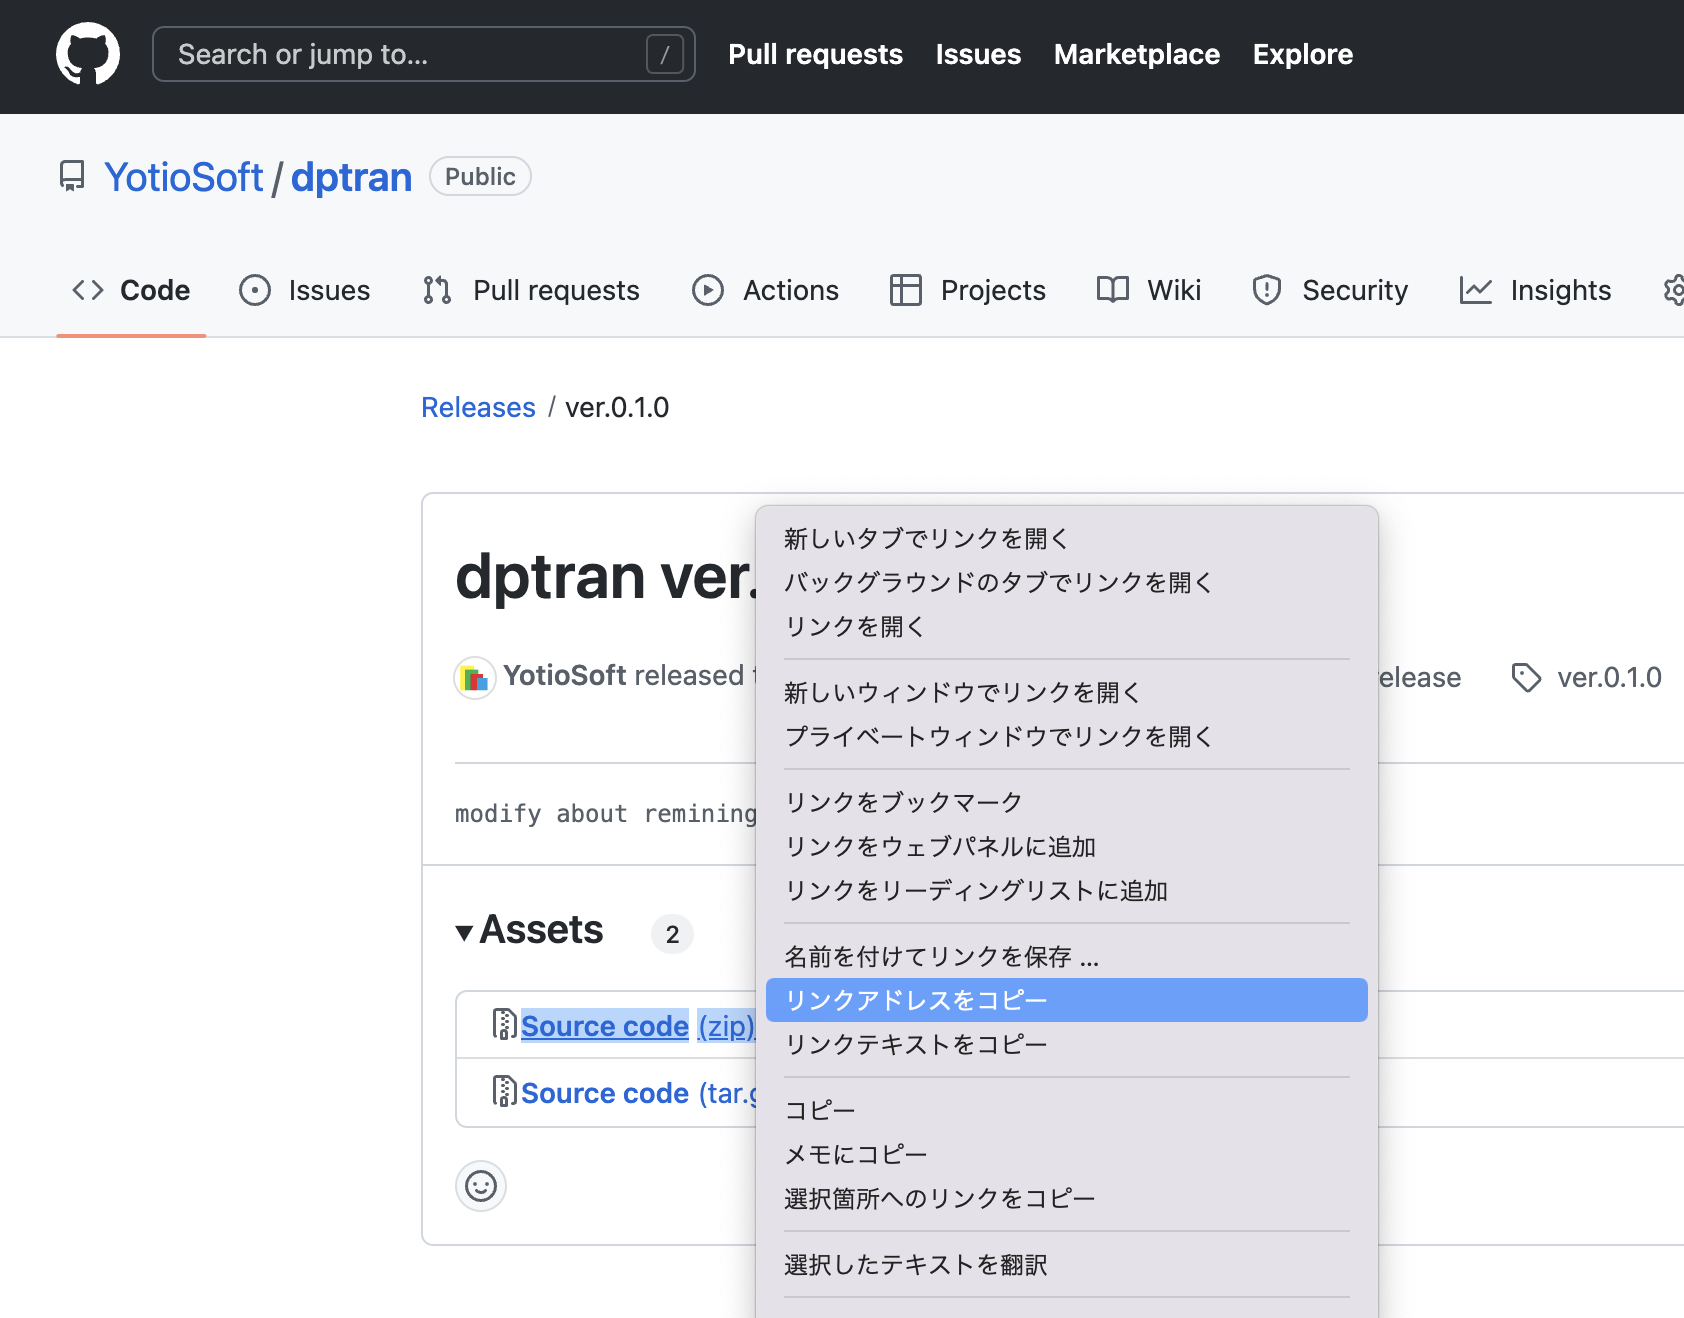 Search or jump to... /
Pull requests Issues Marketplace Explore
YotioSoft / dptran Public
Code Issues Pull requests Actions Projects Wiki Security Insights
Releases / ver.0.1.0
dptran ver.
YotioSoft released
elease ver.0.1.0
modify about remining
Assets 2
Source code (zip)
Source code (tar.g
新しいタブでリンクを開く
バックグラウンドのタブでリンクを開く
リンクを開く
新しいウィンドウでリンクを開く
プライベートウィンドウでリンクを開く
リンクをブックマーク
リンクをウェブパネルに追加
リンクをリーディングリストに追加
名前を付けてリンクを保存 ...
リンクアドレスをコピー
リンクテキストをコピー
コピー
メモにコピー
選択箇所へのリンクをコピー
選択したテキストを翻訳